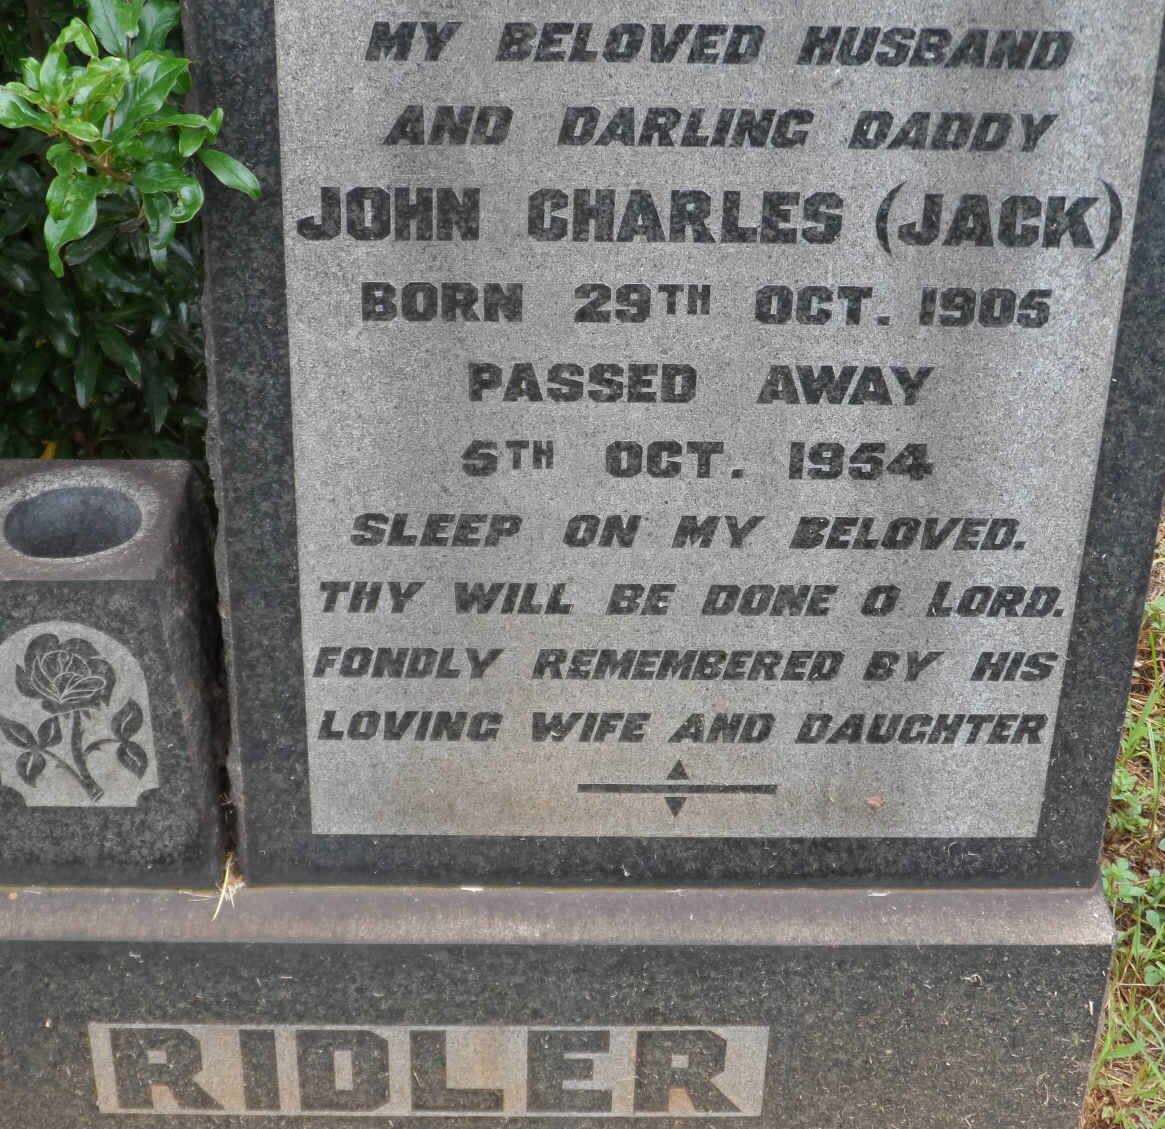 MY BELOVED HUSBAND
AND DARLING DADDY
JOHN CHARLES (JACK)
BORN 29TH OCT. 1905
PASSED AWAY
5TH OCT. 1954
SLEEP ON MY BELOVED.
THY WILL BE DONE O LORD.
FONDLY REMEMBERED BY HIS
LOVING WIFE AND DAUGHTER
RIDLER